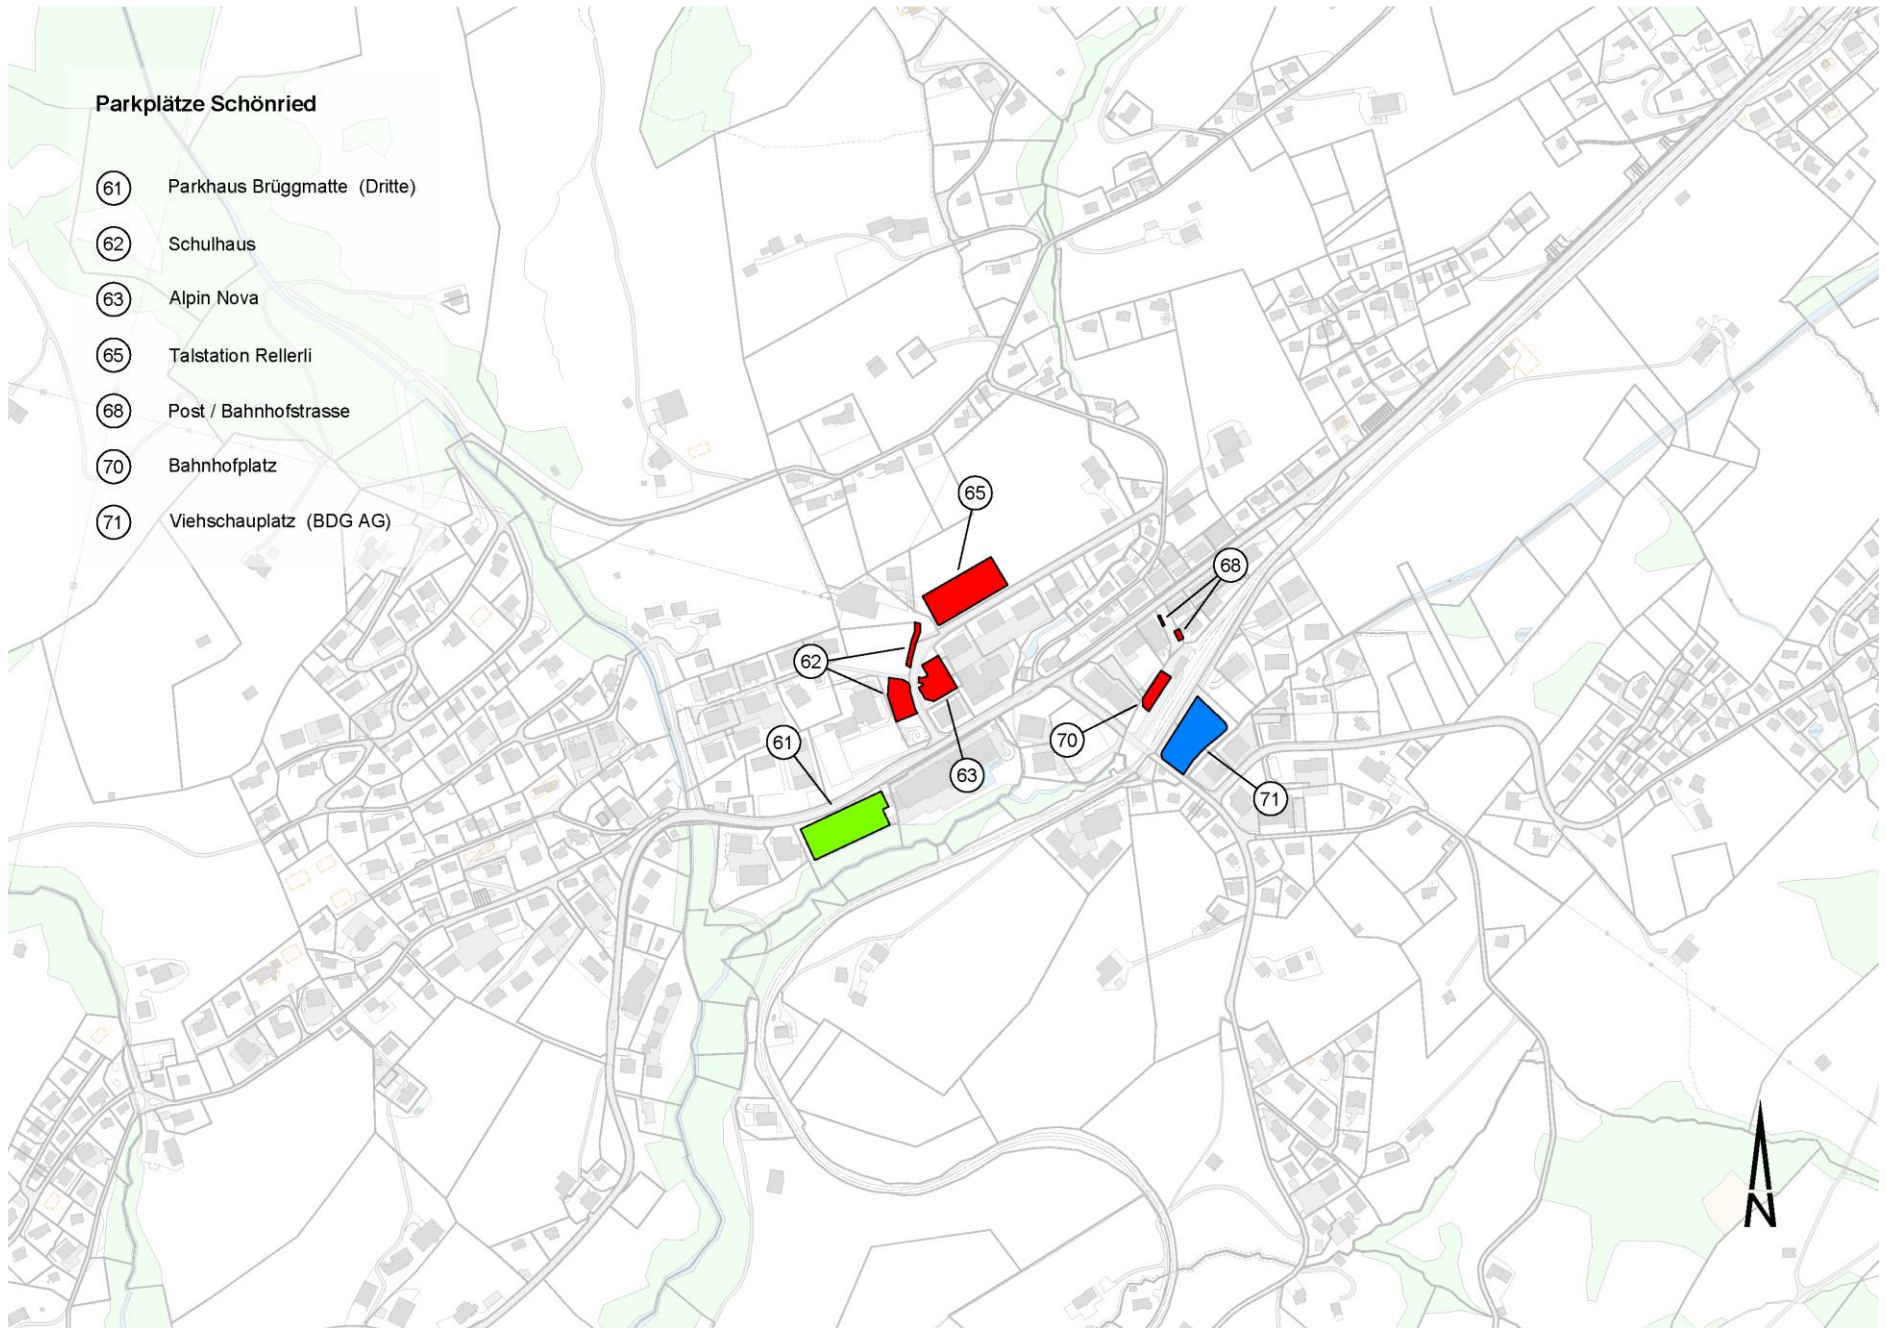 Parkplätze Schönried
61 Parkhaus Brüggmatte (Dritte)
62 Schulhaus
63 Alpin Nova
65 Talstation Rellerli
68 Post / Bahnhofstrasse
70 Bahnhofplatz
71 Viehschauplatz (BDG AG)
65
68
62
70
61
63
71
N